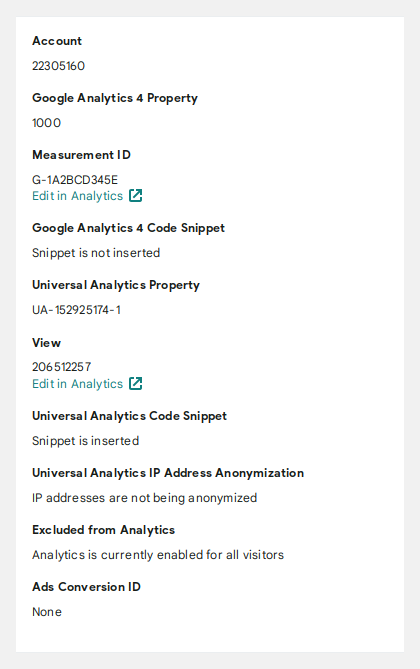 Account
22305160
Google Analytics 4 Property
1000
Measurement ID
G-1A2BCD345E
Edit in Analytics
Google Analytics 4 Code Snippet
Snippet is not inserted
Universal Analytics Property
UA-152925174-1
View
206512257
Edit in Analytics
Universal Analytics Code Snippet
Snippet is inserted
Universal Analytics IP Address Anonymization
IP addresses are not being anonymized
Excluded from Analytics
Analytics is currently enabled for all visitors
Ads Conversion ID
None